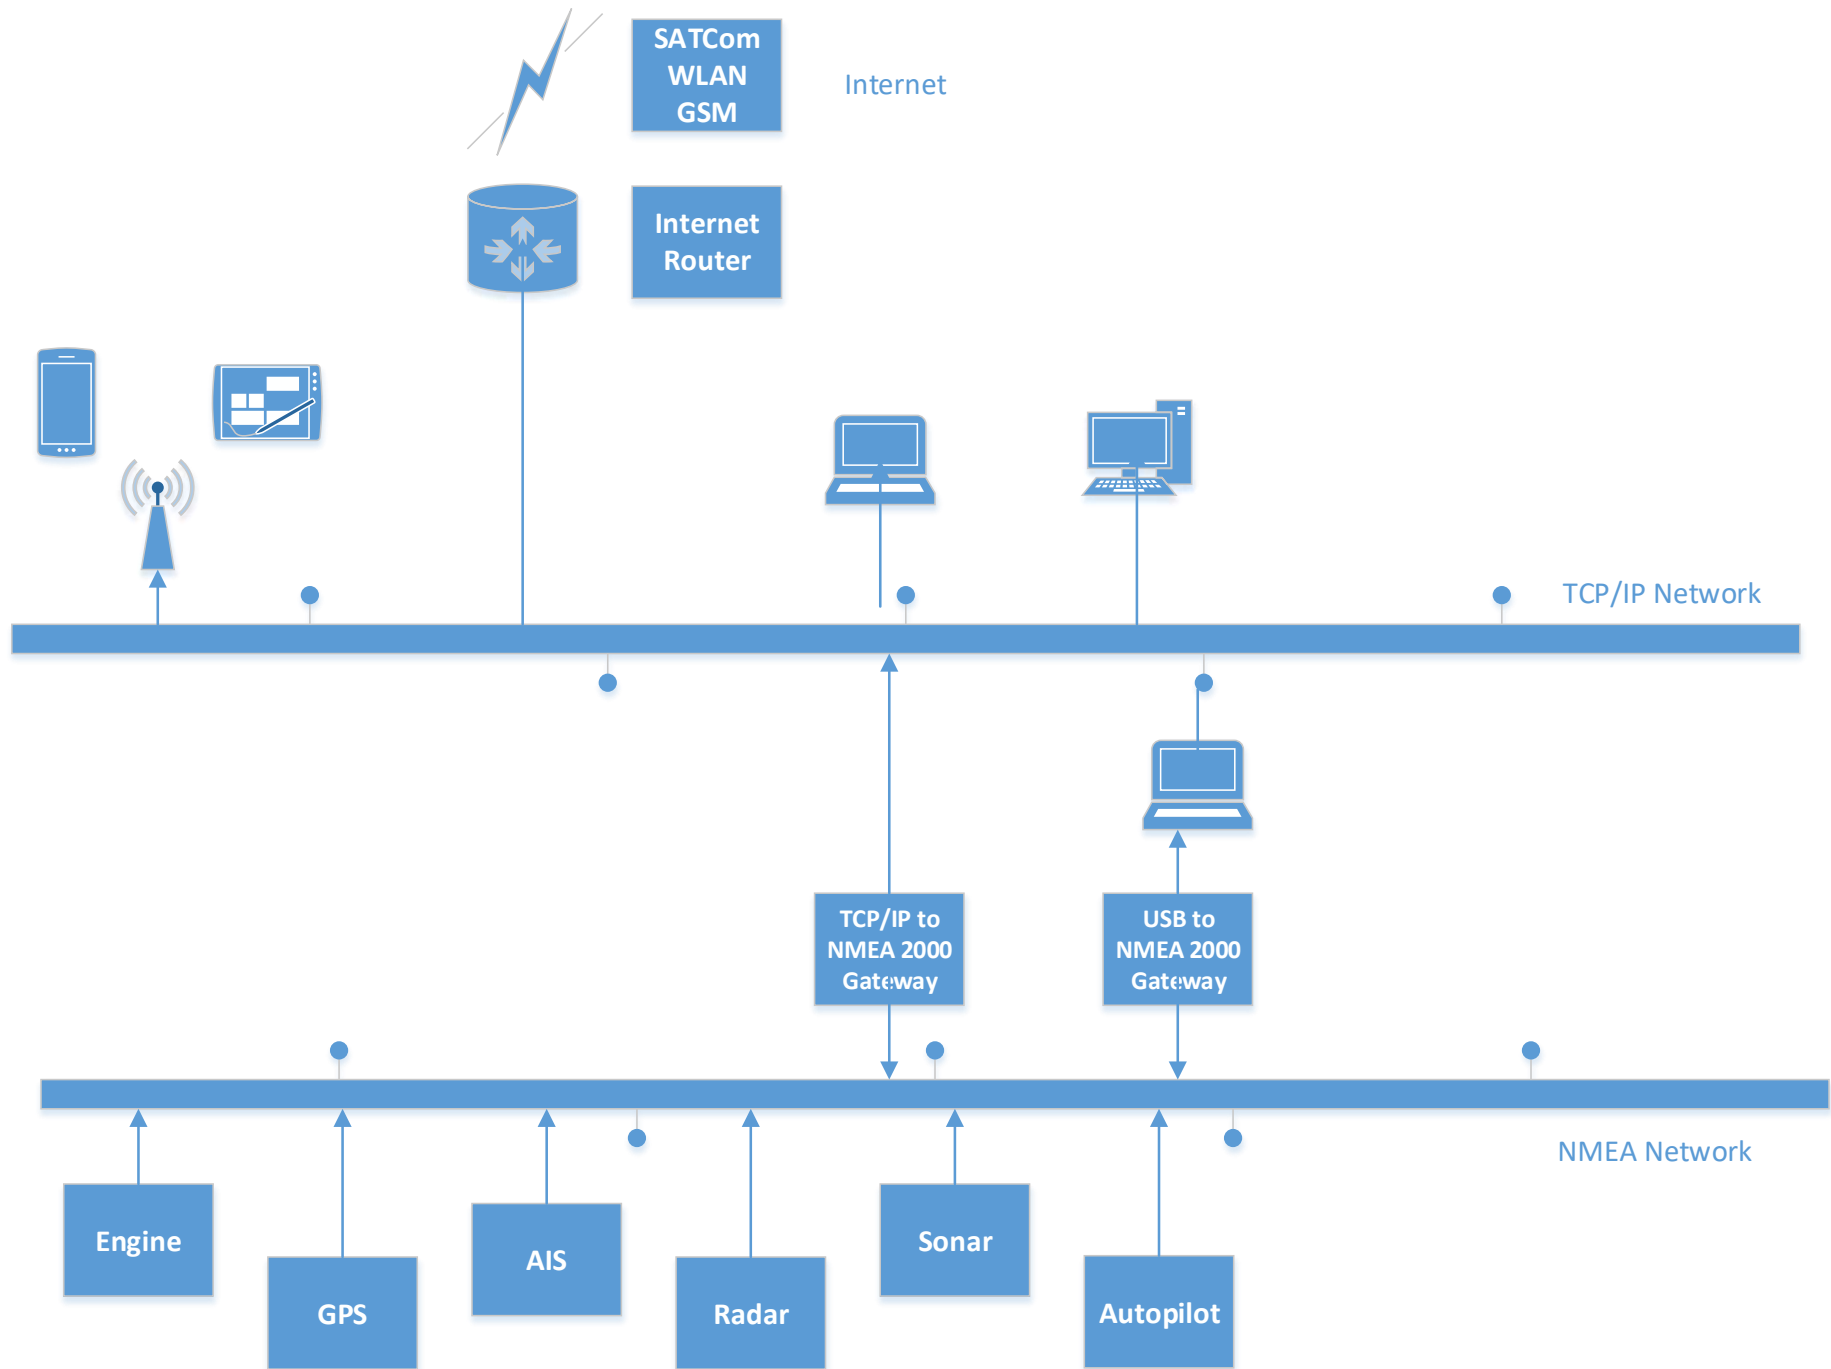 SATCom
WLAN
GSM
Internet
Internet
Router
TCP/IP Network
TCP/IP to
NMEA 2000
Gateway
USB to
NMEA 2000
Gateway
NMEA Network
Engine
GPS
AIS
Radar
Sonar
Autopilot